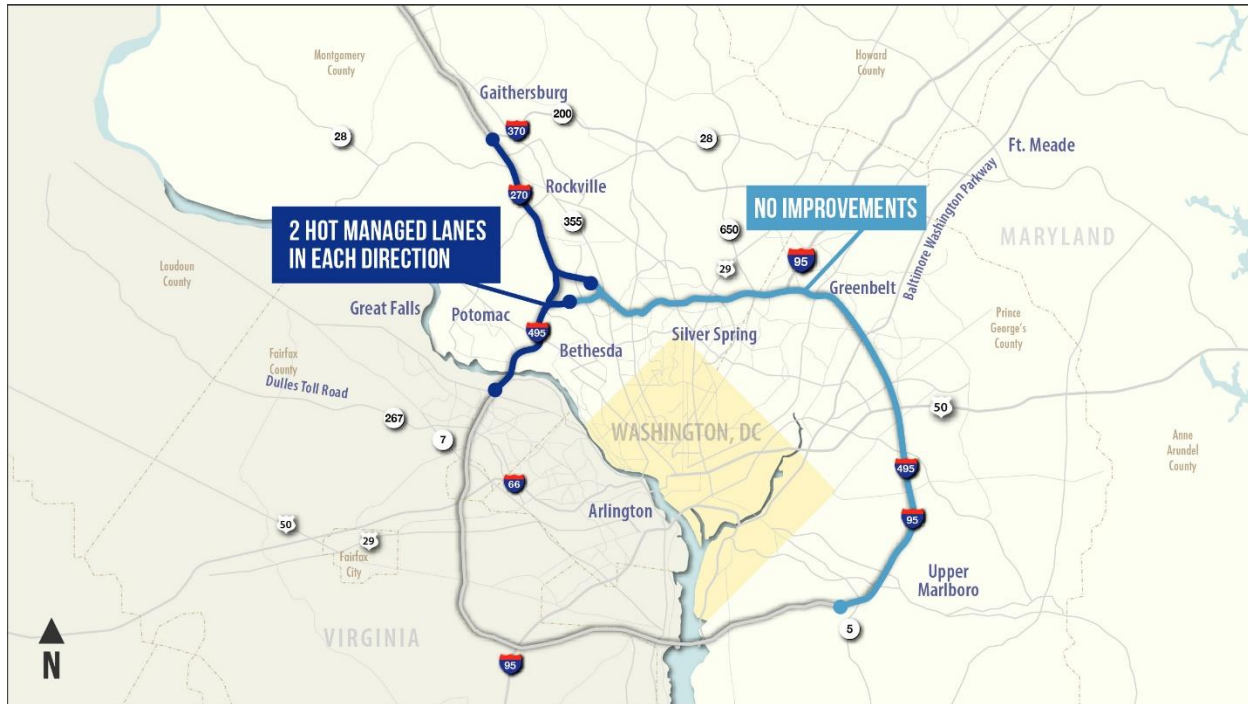 Montgomery
County
Howard
County
Gaithersburg
370
200
28
28
Ft. Meade
270
Rockville
355
650
NO IMPROVEMENTS
Baltimore Washington Parkway
MARYLAND
2 HOT MANAGED LANES
IN EACH DIRECTION
95
29
Loudoun
County
Greenbelt
Great Falls
Potomac
495
Bethesda
Silver Spring
Prince
George's
County
Fairfax
County
Dulles Toll Road
267
7
50
WASHINGTON, DC
Anne
Arundel
County
66
495
Arlington
95
50
29
Fairfax
City
Upper
Marlboro
5
VIRGINIA
95
N